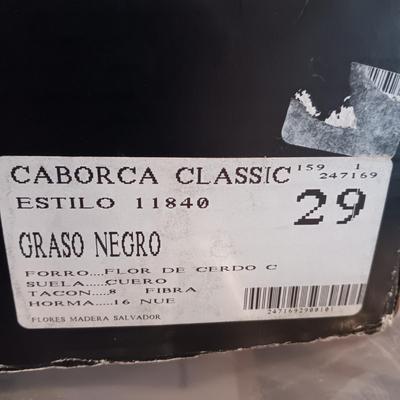 CABORCA CLASSIC 159 1
247169
ESTILO 11840
29
GRASO NEGRO
FORRO....FLOR DE CERDO C
SUELA....CUERO
TACON....8 FIBRA
HORMA....16 NUE
2471692900101
FLORES MADERA SALVADOR